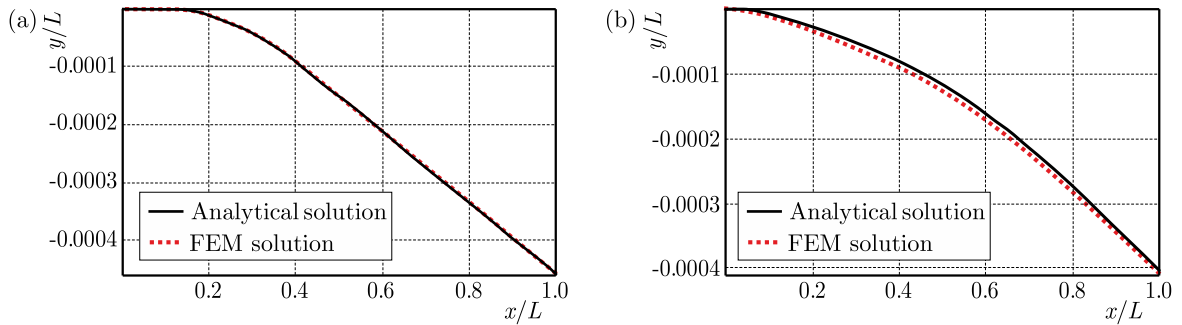 (a)
y/L
-0.0001
-0.0002
-0.0003
-0.0004
Analytical solution
FEM solution
0.2 0.4 0.6 0.8 1.0
x/L
(b)
y/L
-0.0001
-0.0002
-0.0003
-0.0004
Analytical solution
FEM solution
0.2 0.4 0.6 0.8 1.0
x/L